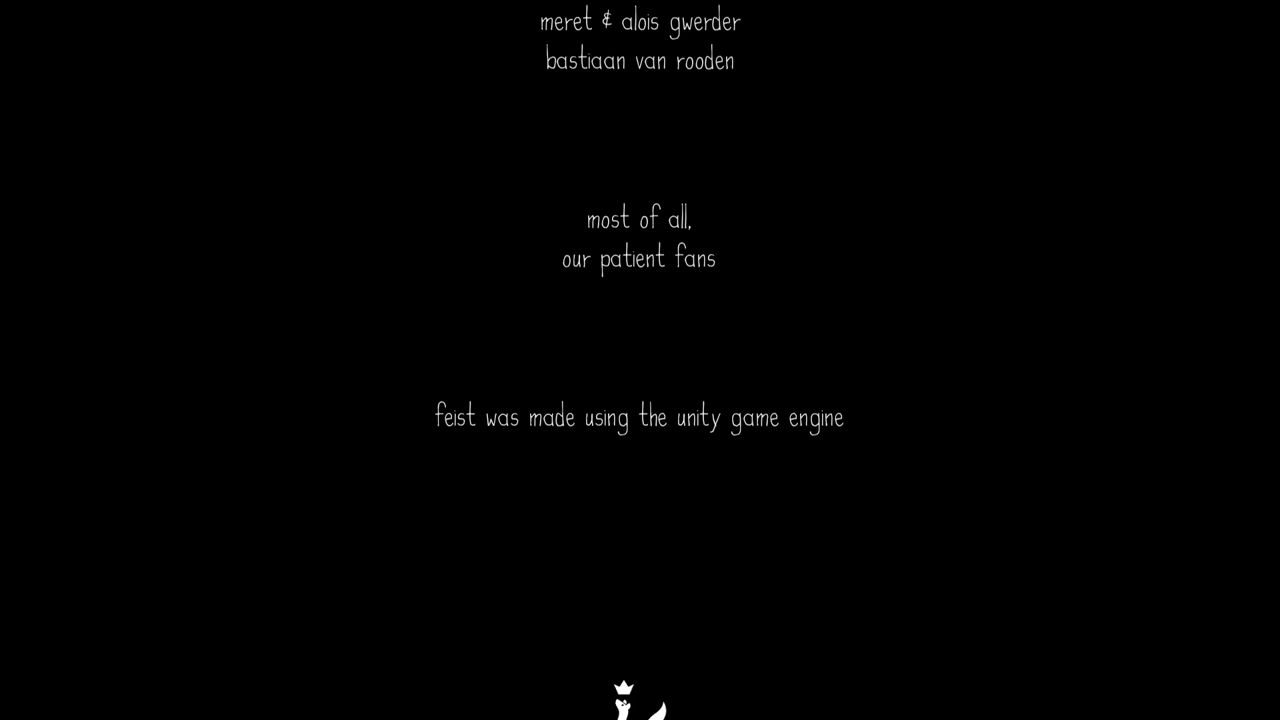 meret & alois gwerder
bastiaan van rooden
most of all,
our patient fans
feist was made using the unity game engine